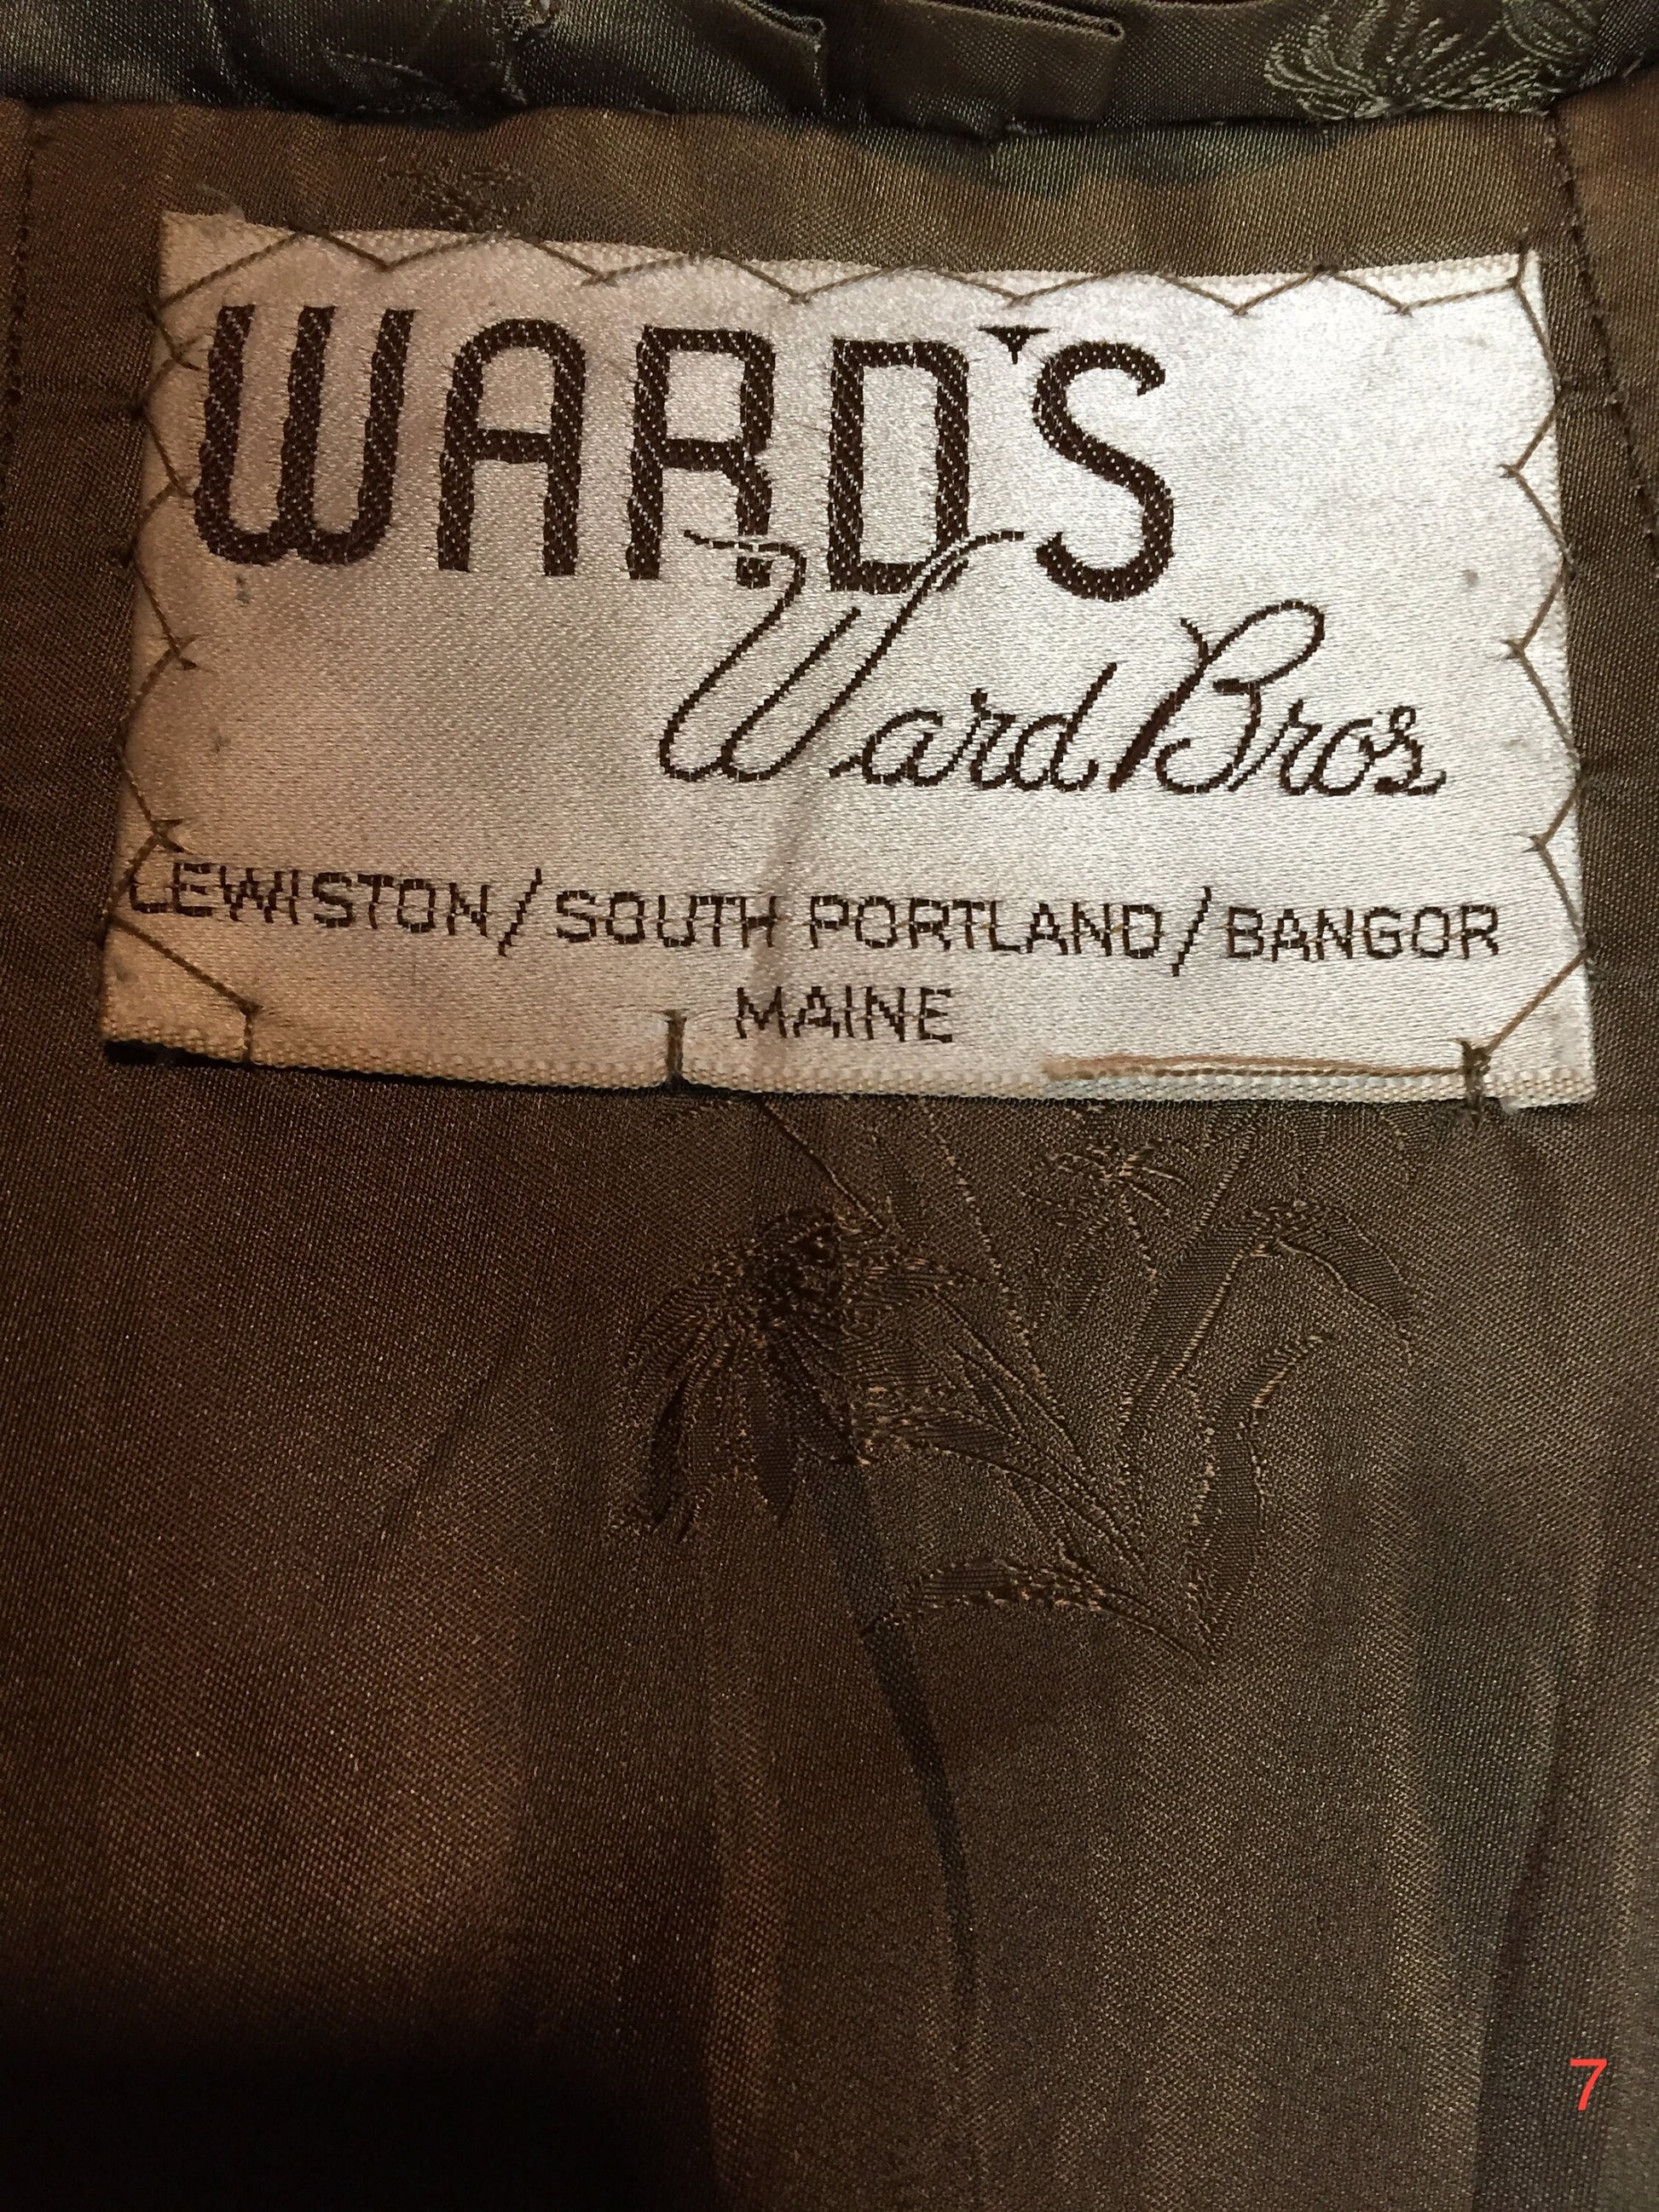 WARD'S
Ward Bros.
LEWISTON/SOUTH PORTLAND/BANGOR
MAINE
7